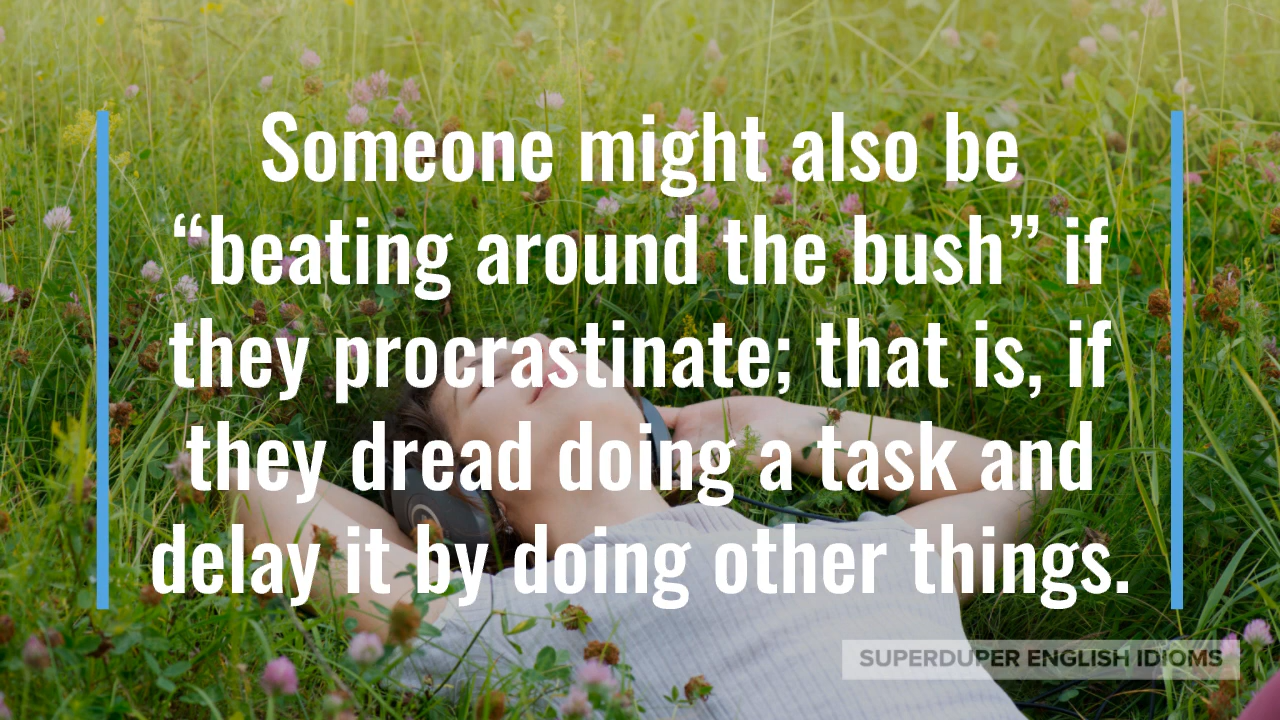 Someone might also be
“beating around the bush” if
they procrastinate; that is, if
they dread doing a task and
delay it by doing other things.
SUPERDUPER ENGLISH IDIOMS